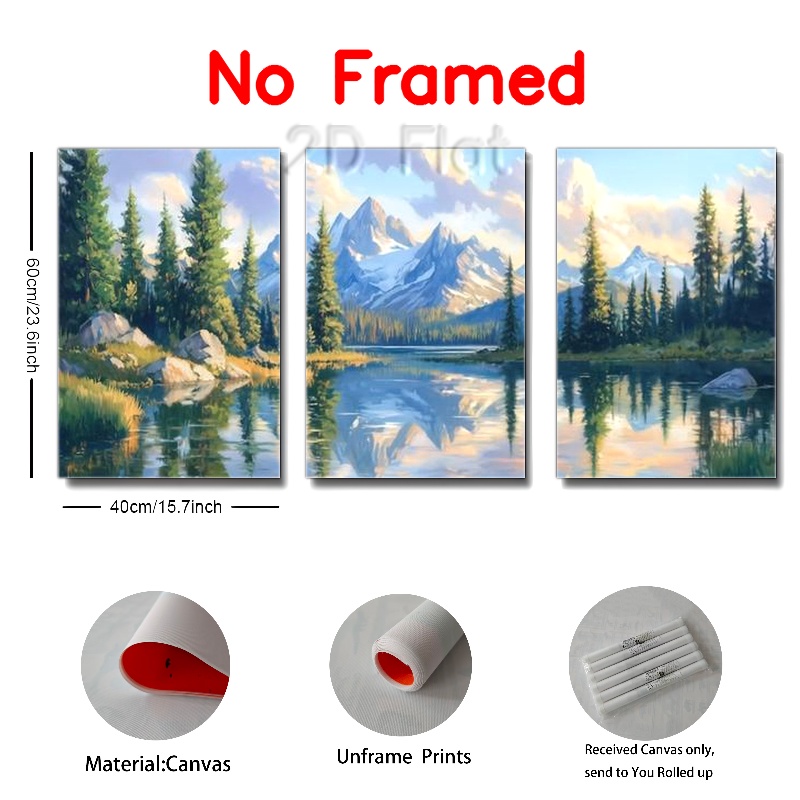 No Framed
2D Flat
60cm/23.6inch
40cm/15.7inch
Material:Canvas
Unframe Prints
Received Canvas only,
send to You Rolled up